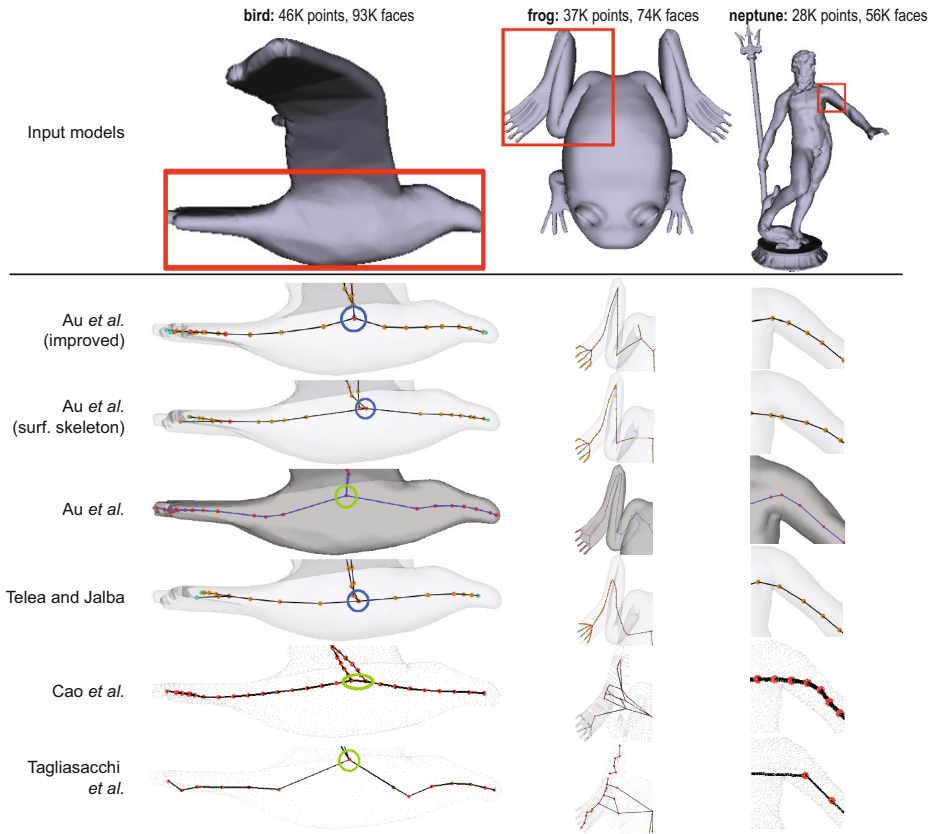 bird: 46K points, 93K faces
frog: 37K points, 74K faces
neptune: 28K points, 56K faces
Input models
Au et al.
(improved)
Au et al.
(surf. skeleton)
Au et al.
Telea and Jalba
Cao et al.
Tagliasacchi
et al.